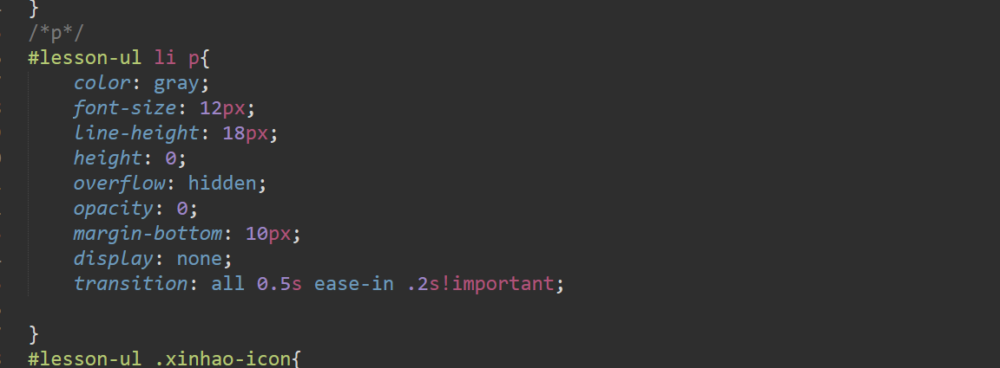 }
/*p*/
#lesson-ul li p{
    color: gray;
    font-size: 12px;
    line-height: 18px;
    height: 0;
    overflow: hidden;
    opacity: 0;
    margin-bottom: 10px;
    display: none;
    transition: all 0.5s ease-in .2s!important;
}
#lesson-ul .xinhao-icon{